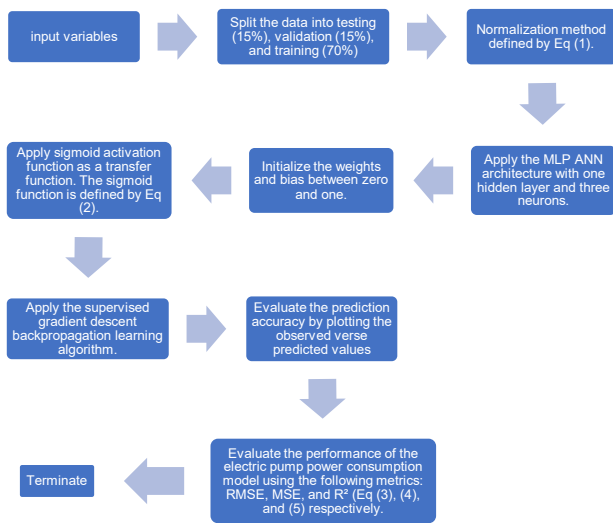 input variables
Split the data into testing
(15%), validation (15%),
and training (70%)
Normalization method
defined by Eq (1).
Apply the MLP ANN
architecture with one
hidden layer and three
neurons.
Initialize the weights
and bias between zero
and one.
Apply sigmoid activation
function as a transfer
function. The sigmoid
function is defined by Eq
(2).
Apply the supervised
gradient descent
backpropagation learning
algorithm.
Evaluate the prediction
accuracy by plotting the
observed verse
predicted values
Evaluate the performance of the
electric pump power consumption
model using the following metrics:
RMSE, MSE, and R² (Eq (3), (4),
and (5) respectively.
Terminate